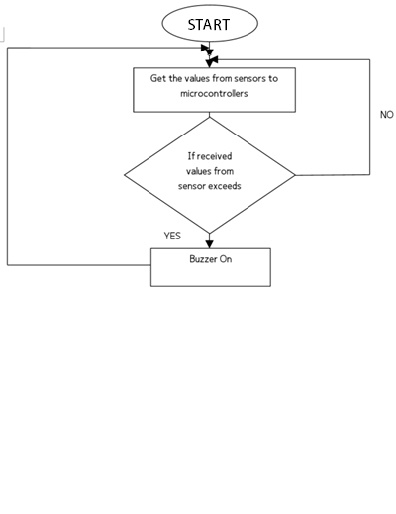 START
Get the values from sensors to
microcontrollers
NO
If received
values from
sensor exceeds
YES
Buzzer On